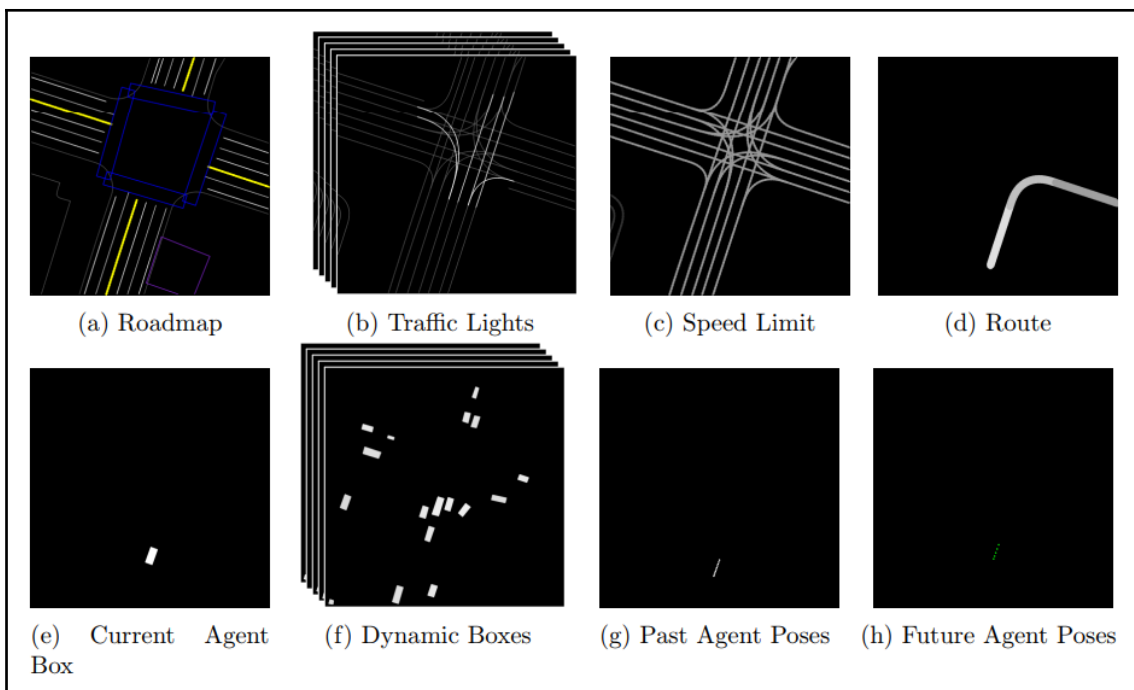 (a) Roadmap
(b) Traffic Lights
(c) Speed Limit
(d) Route
(e) Current Agent
Box
(f) Dynamic Boxes
(g) Past Agent Poses
(h) Future Agent Poses